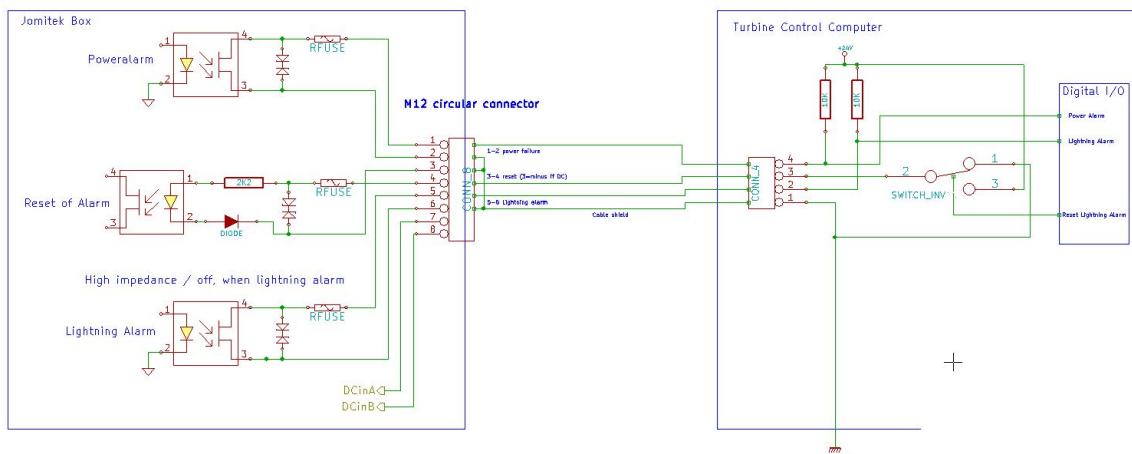 Jomitek Box
Turbine Control Computer
Poweralarm
1
2
4
3
RFUSE
M12 circular connector
+24V
10K
10K
Digital I/O
Power Alarm
Lightning Alarm
Reset Lightning Alarm
1
2
3
4
5
6
7
8
CONN_8
1-2 power failure
3-4 reset (3=minus if DC)
5-6 Lightning alarm
Cable shield
CONN_4
4
3
2
1
2
1
3
SWITCH_INV
Reset of Alarm
4
3
1
2
2K2
DIODE
RFUSE
High impedance / off, when lightning alarm
Lightning Alarm
1
2
4
3
RFUSE
DCinA
DCinB